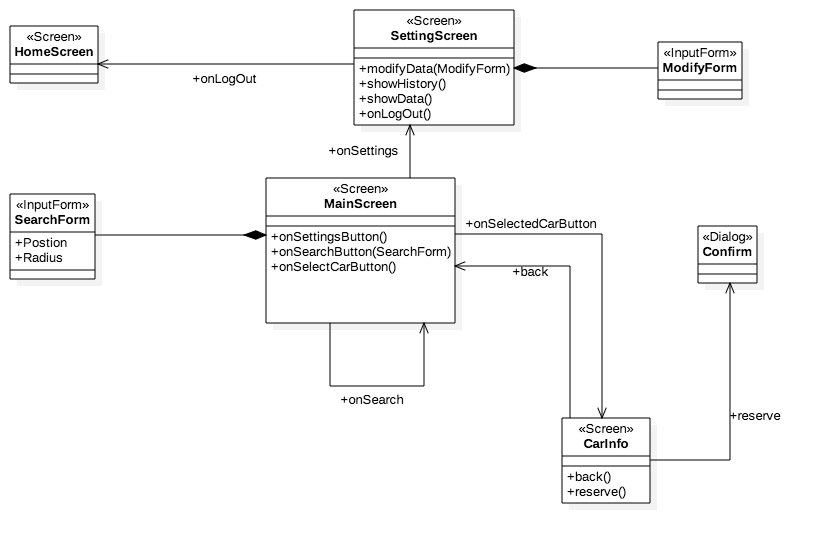 «Screen»
SettingScreen
+modifyData(ModifyForm)
+showHistory()
+showData()
+onLogOut()
«Screen»
HomeScreen
+onLogOut
«InputForm»
ModifyForm
+onSettings
«Screen»
MainScreen
+onSettingsButton()
+onSearchButton(SearchForm)
+onSelectCarButton()
«InputForm»
SearchForm
+Postion
+Radius
+onSelectedCarButton
+back
«Dialog»
Confirm
+onSearch
+reserve
«Screen»
CarInfo
+back()
+reserve()